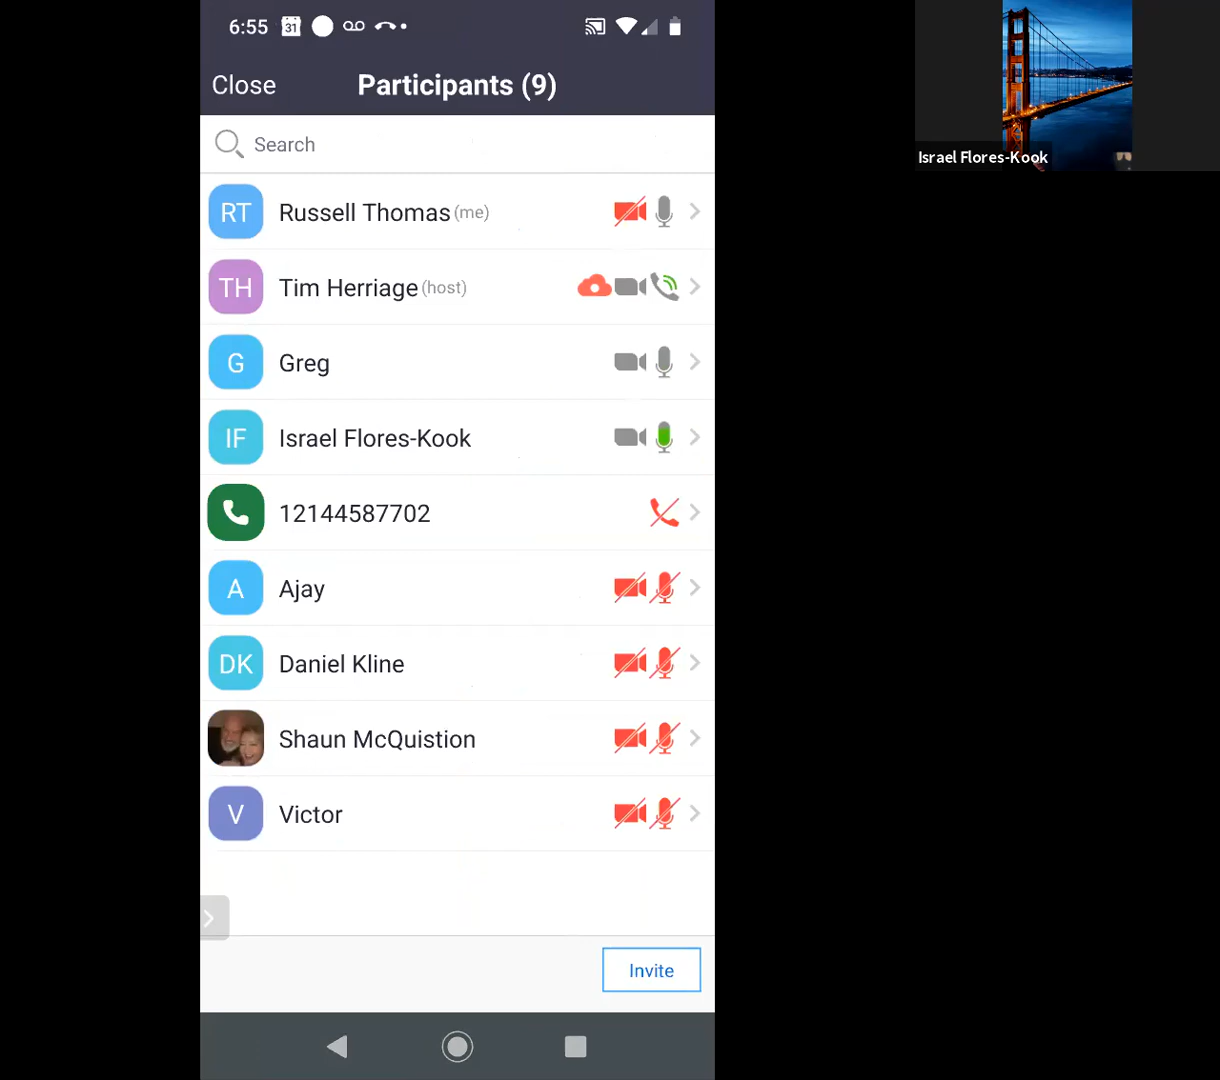 6:55 31
Close Participants (9)
Search
RT Russell Thomas (me)
TH Tim Herriage (host)
G Greg
IF Israel Flores-Kook
12144587702
A Ajay
DK Daniel Kline
Shaun McQuistion
V Victor
Invite
Israel Flores-Kook